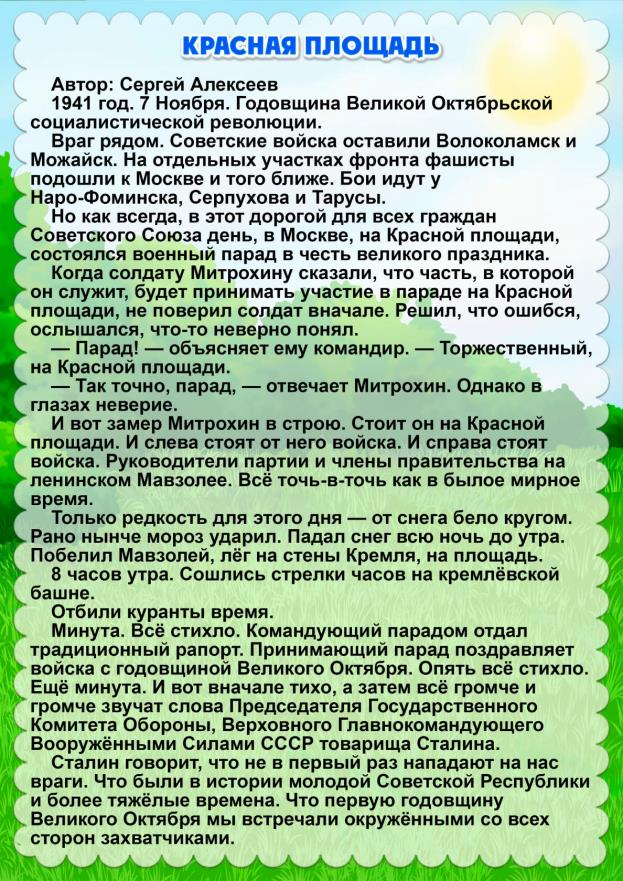 КРАСНАЯ ПЛОЩАДЬ
Автор: Сергей Алексеев
1941 год. 7 Ноября. Годовщина Великой Октябрьской
социалистической революции.
Враг рядом. Советские войска оставили Волоколамск и
Можайск. На отдельных участках фронта фашисты
подошли к Москве и того ближе. Бои идут у
Наро-Фоминска, Серпухова и Тарусы.
Но как всегда, в этот дорогой для всех граждан
Советского Союза день, в Москве, на Красной площади,
состоялся военный парад в честь великого праздника.
Когда солдату Митрохину сказали, что часть, в которой
он служит, будет принимать участие в параде на Красной
площади, не поверил солдат вначале. Решил, что ошибся,
ослышался, что-то неверно понял.
— Парад! — объясняет ему командир. — Торжественный,
на Красной площади.
— Так точно, парад, — отвечает Митрохин. Однако в
глазах неверие.
И вот замер Митрохин в строю. Стоит он на Красной
площади. И слева стоят от него войска. И справа стоят
войска. Руководители партии и члены правительства на
ленинском Мавзолее. Всё точь-в-точь как в былое мирное
время.
Только редкость для этого дня — от снега бело кругом.
Рано нынче мороз ударил. Падал снег всю ночь до утра.
Побелил Мавзолей, лёг на стены Кремля, на площадь.
8 часов утра. Сошлись стрелки часов на кремлёвской
башне.
Отбили куранты время.
Минута. Всё стихло. Командующий парадом отдал
традиционный рапорт. Принимающий парад поздравляет
войска с годовщиной Великого Октября. Опять всё стихло.
Ещё минута. И вот вначале тихо, а затем всё громче и
громче звучат слова Председателя Государственного
Комитета Обороны, Верховного Главнокомандующего
Вооружёнными Силами СССР товарища Сталина.
Сталин говорит, что не в первый раз нападают на нас
враги. Что были в истории молодой Советской Республики
и более тяжёлые времена. Что первую годовщину
Великого Октября мы встречали окружёнными со всех
сторон захватчиками.